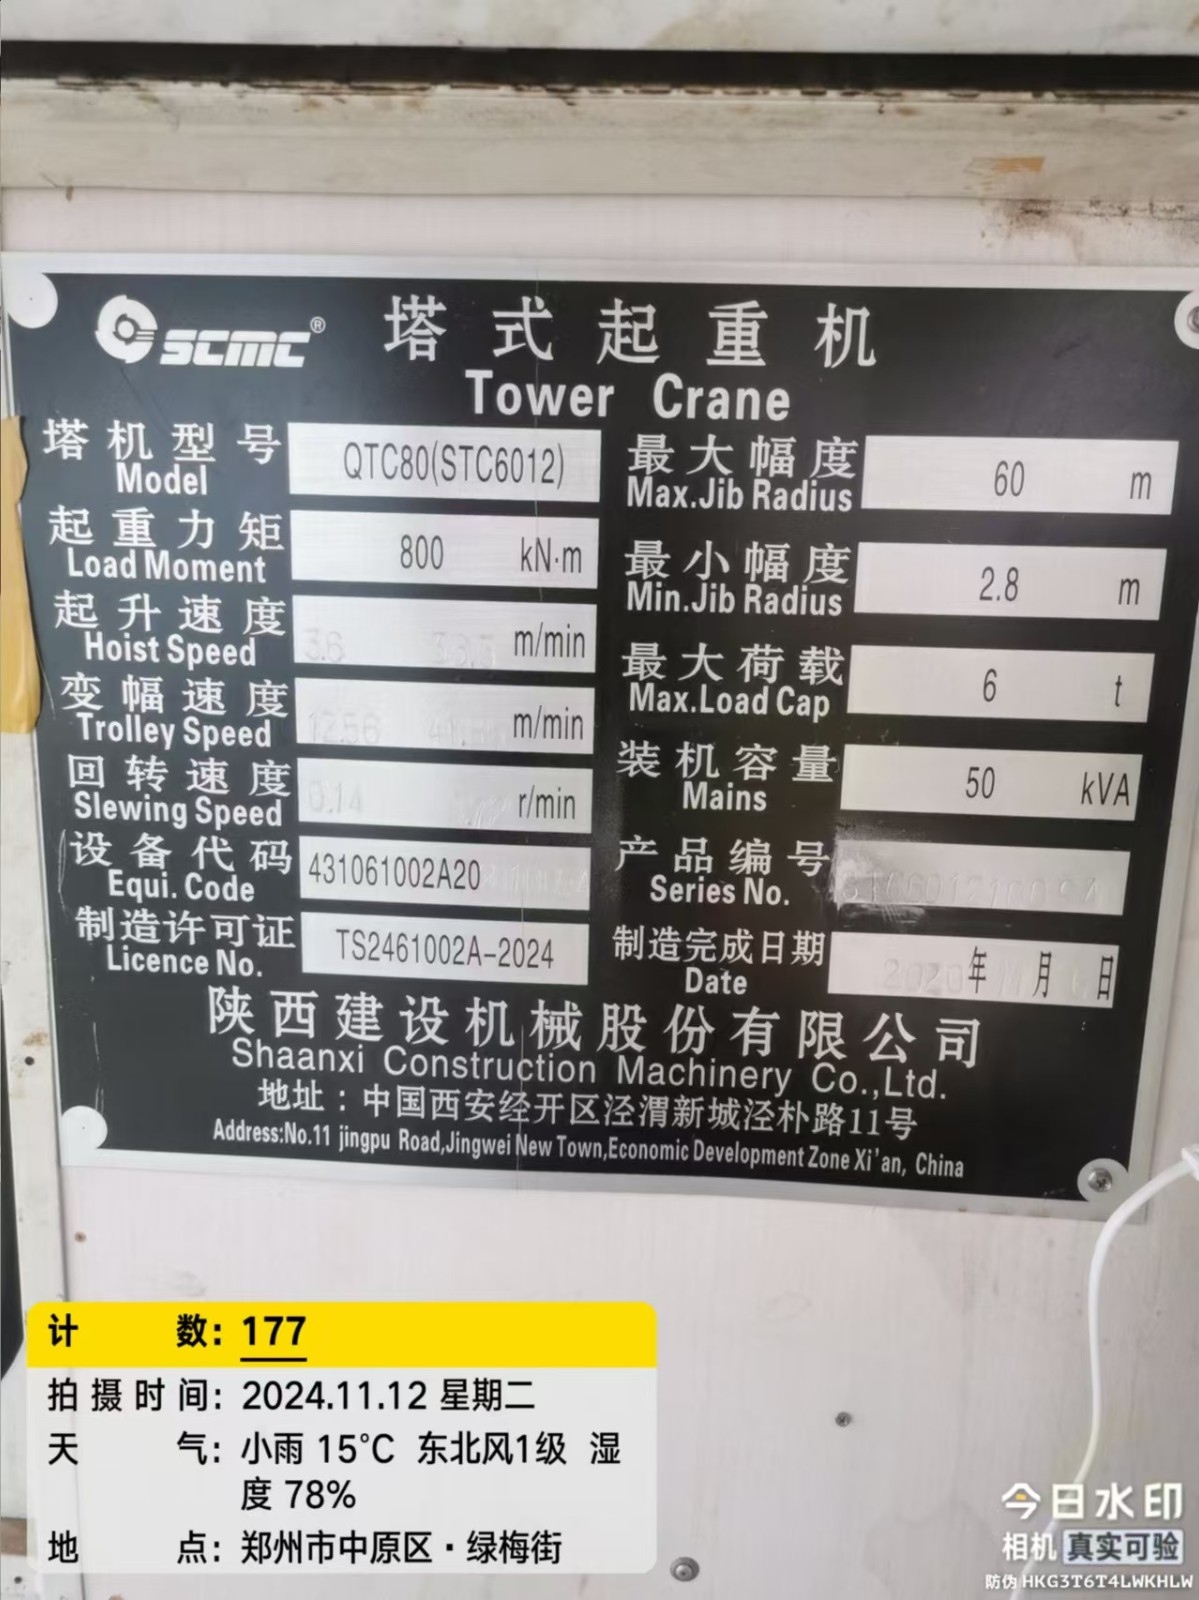 SCMC®
塔式起重机
Tower Crane
塔机型号 QTC80(STC6012)
Model
起重力矩 800 kN·m
Load Moment
起升速度 m/min
Hoist Speed
变幅速度 m/min
Trolley Speed
回转速度 r/min
Slewing Speed
设备代码 431061002A20
Equi. Code
制造许可证 TS2461002A-2024
Licence No.
最大幅度 60 m
Max.Jib Radius
最小幅度 2.8 m
Min.Jib Radius
最大荷载 6 t
Max.Load Cap
装机容量 50 kVA
Mains
产品编号
Series No.
制造完成日期 2020年 月 日
Date
陕西建设机械股份有限公司
Shaanxi Construction Machinery Co.,Ltd.
地址：中国西安经开区泾渭新城泾朴路11号
Address:No.11 jingpu Road,Jingwei New Town,Economic Development Zone Xi'an, China
计数：177
拍摄时间：2024.11.12 星期二
天气：小雨 15°C 东北风1级 湿
度 78%
地点：郑州市中原区·绿梅街
今日水印
相机 真实可验
防伪 HKG3T6T4LWKHLW